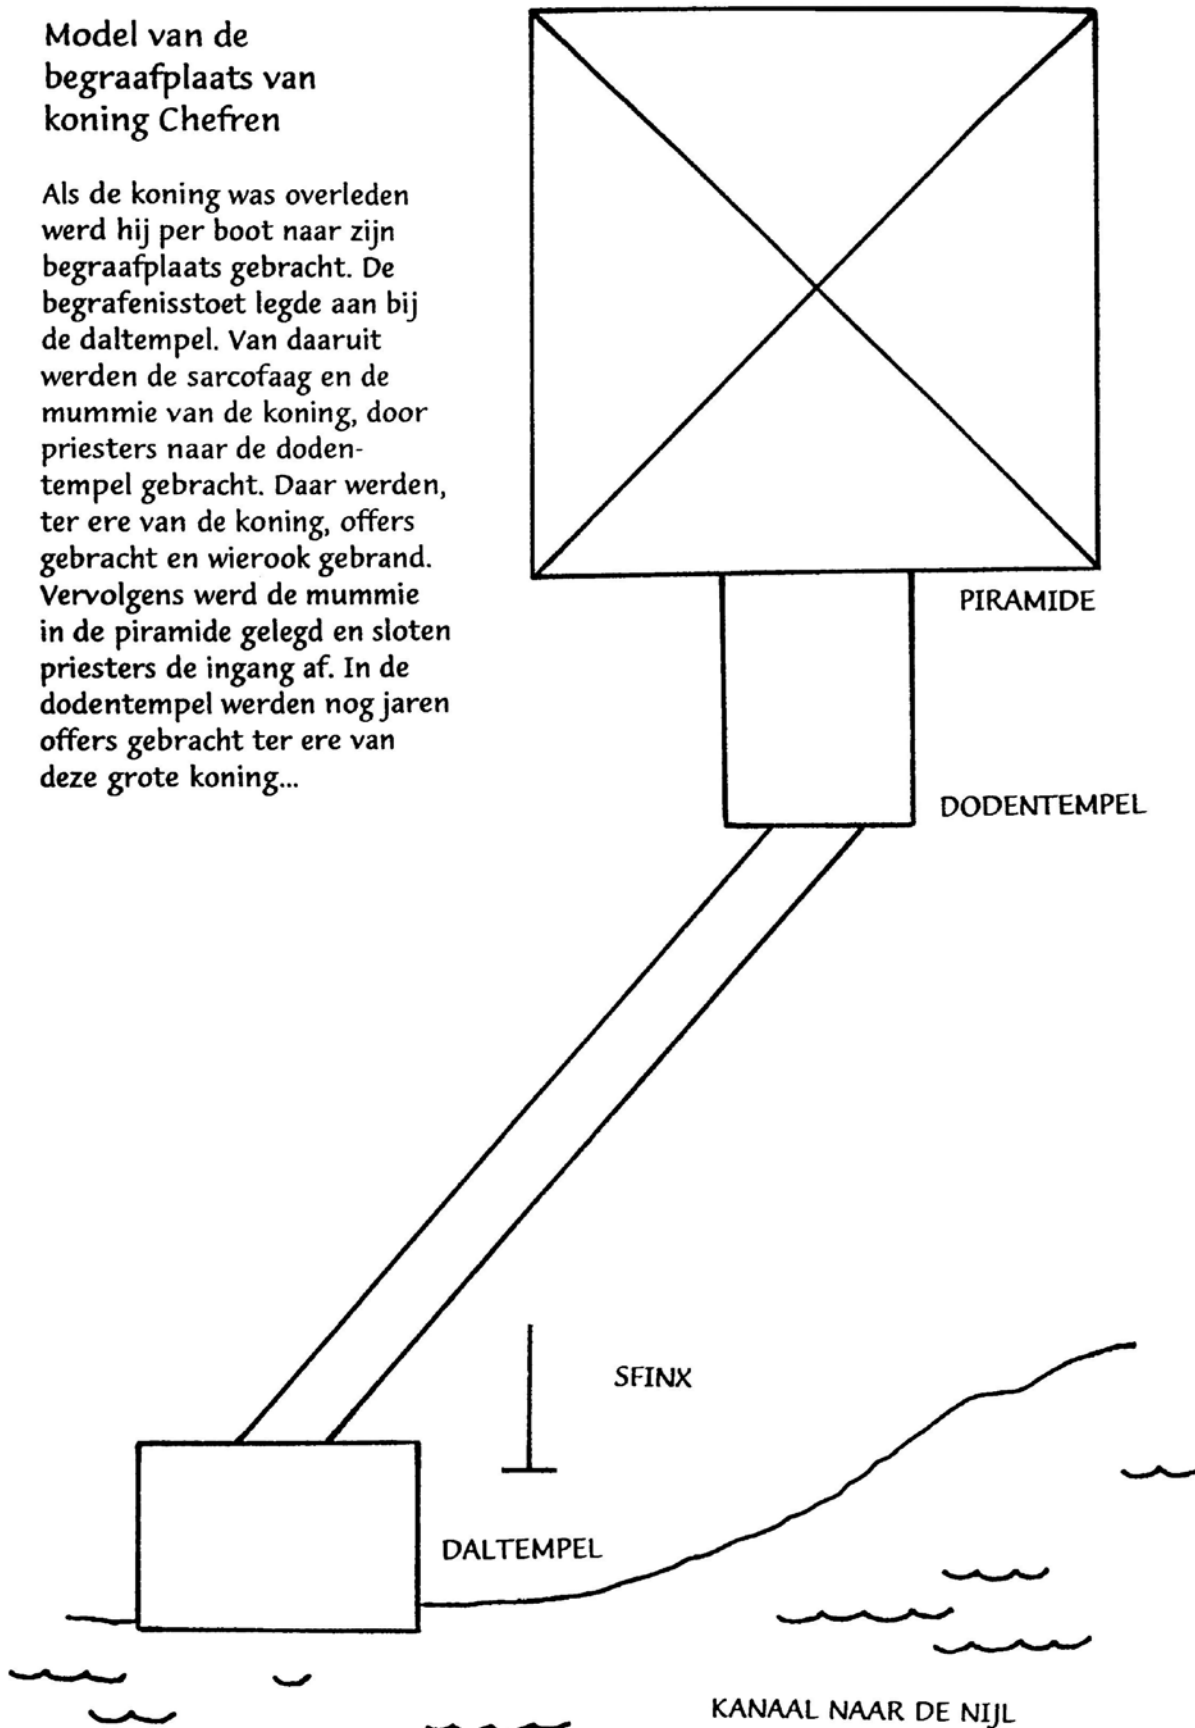 Model van de
begraafplaats van
koning Chefren
Als de koning was overleden
werd hij per boot naar zijn
begraafplaats gebracht. De
begrafenisstoet legde aan bij
de daltempel. Van daaruit
werden de sarcofaag en de
mummie van de koning, door
priesters naar de doden-
tempel gebracht. Daar werden,
ter ere van de koning, offers
gebracht en wierook gebrand.
Vervolgens werd de mummie
in de piramide gelegd en sloten
priesters de ingang af. In de
dodentempel werden nog jaren
offers gebracht ter ere van
deze grote koning...
PIRAMIDE
DODENTEMPEL
SFINX
DALTEMPEL
KANAAL NAAR DE NIJL